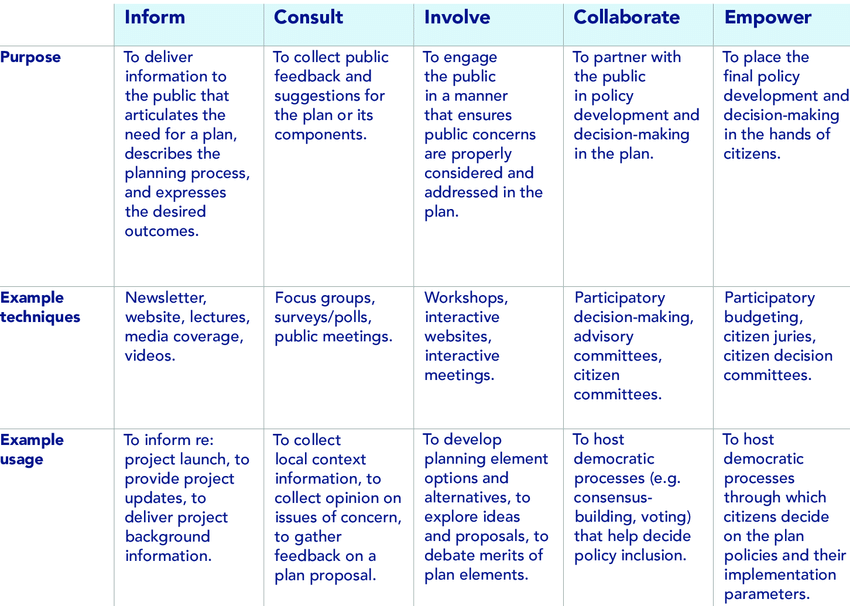 Inform
Consult
Involve
Collaborate
Empower
Purpose
To deliver
information to
the public that
articulates the
need for a plan,
describes the
planning process,
and expresses
the desired
outcomes.
To collect public
feedback and
suggestions for
the plan or its
components.
To engage
the public
in a manner
that ensures
public concerns
are properly
considered and
addressed in the
plan.
To partner with
the public
in policy
development and
decision-making
in the plan.
To place the
final policy
development and
decision-making
in the hands of
citizens.
Example
techniques
Newsletter,
website, lectures,
media coverage,
videos.
Focus groups,
surveys/polls,
public meetings.
Workshops,
interactive
websites,
interactive
meetings.
Participatory
decision-making,
advisory
committees,
citizen
committees.
Participatory
budgeting,
citizen juries,
citizen decision
committees.
Example
usage
To inform re:
project launch, to
provide project
updates, to
deliver project
background
information.
To collect
local context
information, to
collect opinion on
issues of concern,
to gather
feedback on a
plan proposal.
To develop
planning element
options and
alternatives, to
explore ideas
and proposals, to
debate merits of
plan elements.
To host
democratic
processes (e.g.
consensus-
building, voting)
that help decide
policy inclusion.
To host
democratic
processes
through which
citizens decide
on the plan
policies and their
implementation
parameters.